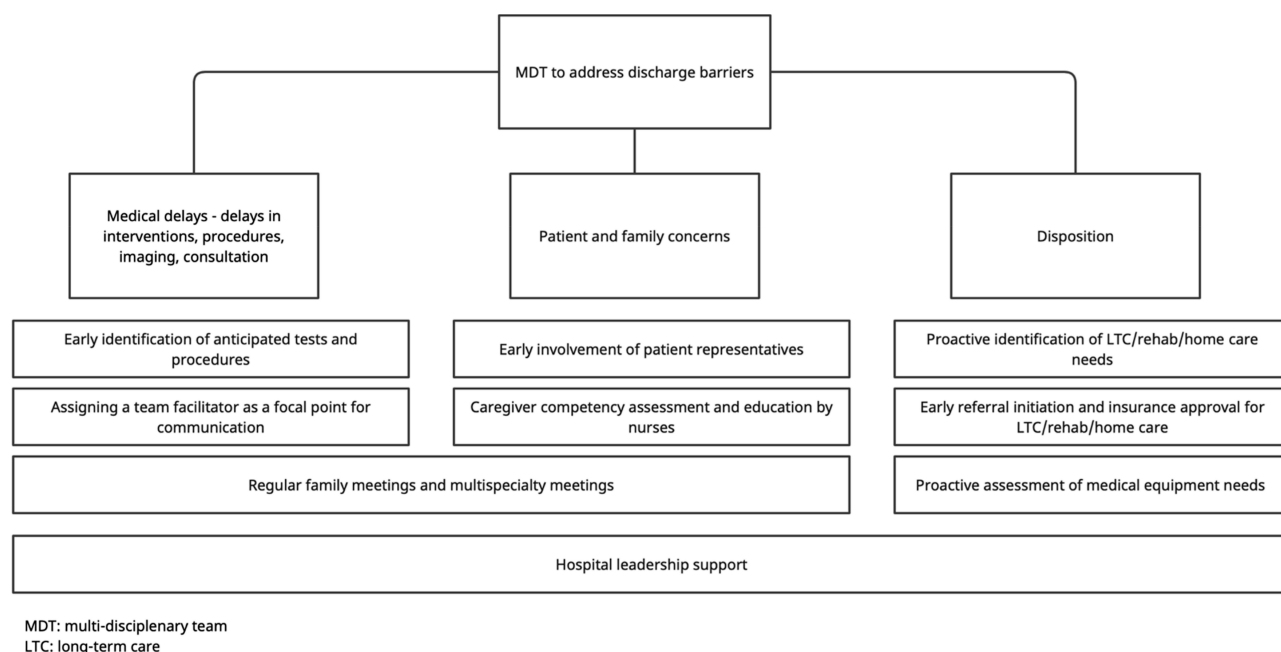 MDT to address discharge barriers
Medical delays - delays in
interventions, procedures,
imaging, consultation
Patient and family concerns
Disposition
Early identification of anticipated tests and
procedures
Early involvement of patient representatives
Proactive identification of LTC/rehab/home care
needs
Assigning a team facilitator as a focal point for
communication
Caregiver competency assessment and education by
nurses
Early referral initiation and insurance approval for
LTC/rehab/home care
Regular family meetings and multispecialty meetings
Proactive assessment of medical equipment needs
Hospital leadership support
MDT: multi-disciplenary team
LTC: long-term care